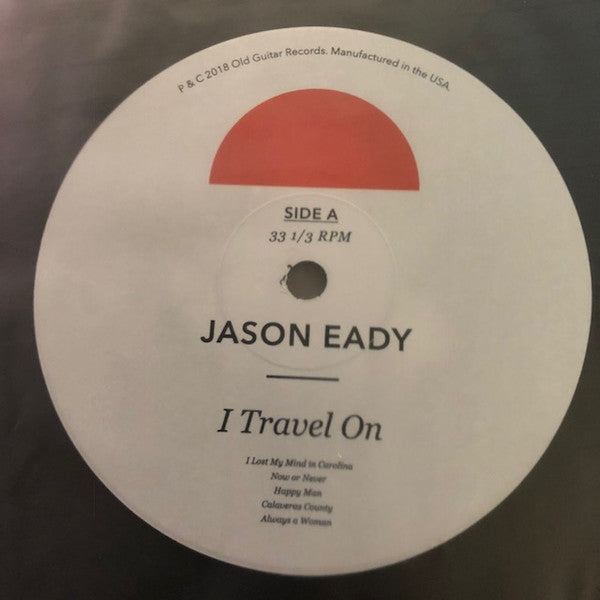 P & C 2018 Old Guitar Records. Manufactured in the USA.
SIDE A
33 1/3 RPM
JASON EADY
I Travel On
I Lost My Mind in Carolina
Now or Never
Happy Man
Calaveras County
Always a Woman